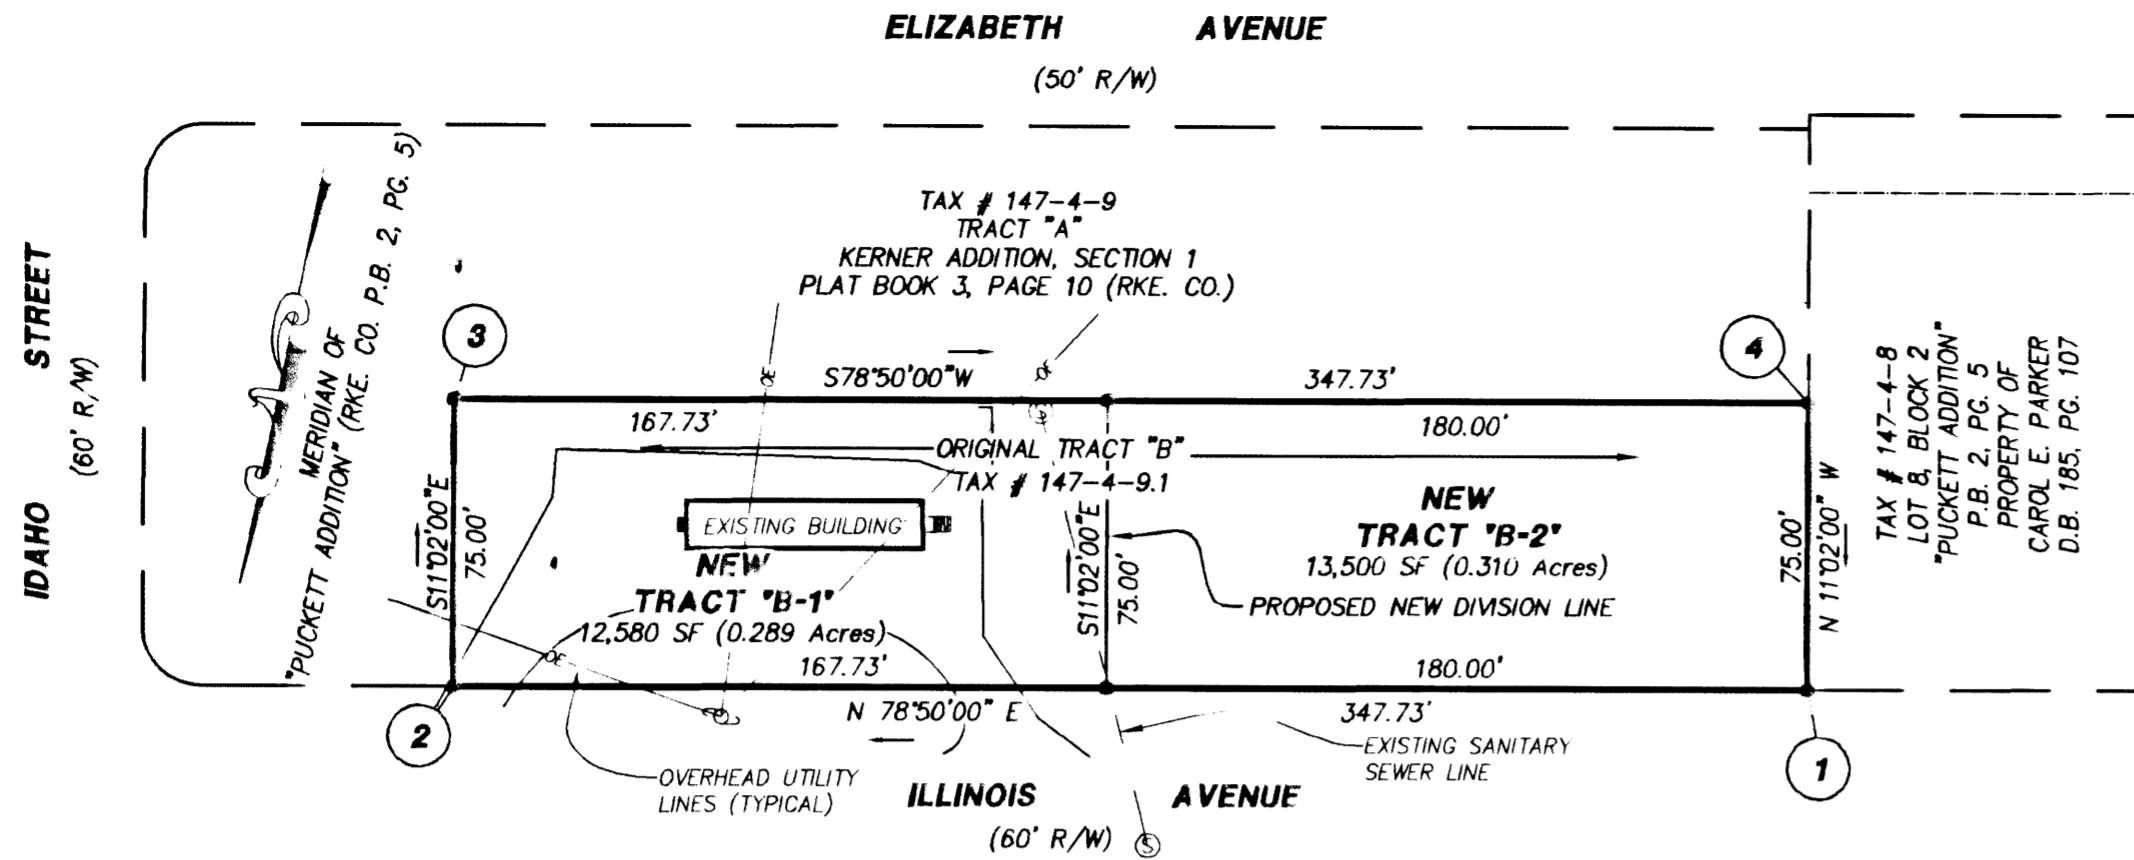 ELIZABETH AVENUE
(50' R/W)
IDAHO STREET
(60' R/W)
MERIDIAN OF
"PUCKETT ADDITION" (RKE. CO. P.B. 2, PG. 5)
TAX # 147-4-9
TRACT "A"
KERNER ADDITION, SECTION 1
PLAT BOOK 3, PAGE 10 (RKE. CO.)
3
4
S78°50'00"W 347.73'
OE
OE
167.73' 180.00'
ORIGINAL TRACT "B"
TAX # 147-4-9.1
S11°02'00"E
75.00'
EXISTING BUILDING
NEW
TRACT "B-1"
12,580 SF (0.289 Acres)
OE
167.73'
S11°02'00"E
75.00'
NEW
TRACT "B-2"
13,500 SF (0.310 Acres)
PROPOSED NEW DIVISION LINE
180.00'
75.00'
N 11°02'00" W
TAX # 147-4-8
LOT 8, BLOCK 2
"PUCKETT ADDITION"
P.B. 2, PG. 5
PROPERTY OF
CAROL E. PARKER
D.B. 185, PG. 107
2
N 78°50'00" E 347.73'
1
EXISTING SANITARY
SEWER LINE
OVERHEAD UTILITY
LINES (TYPICAL)
ILLINOIS AVENUE
(60' R/W)
S